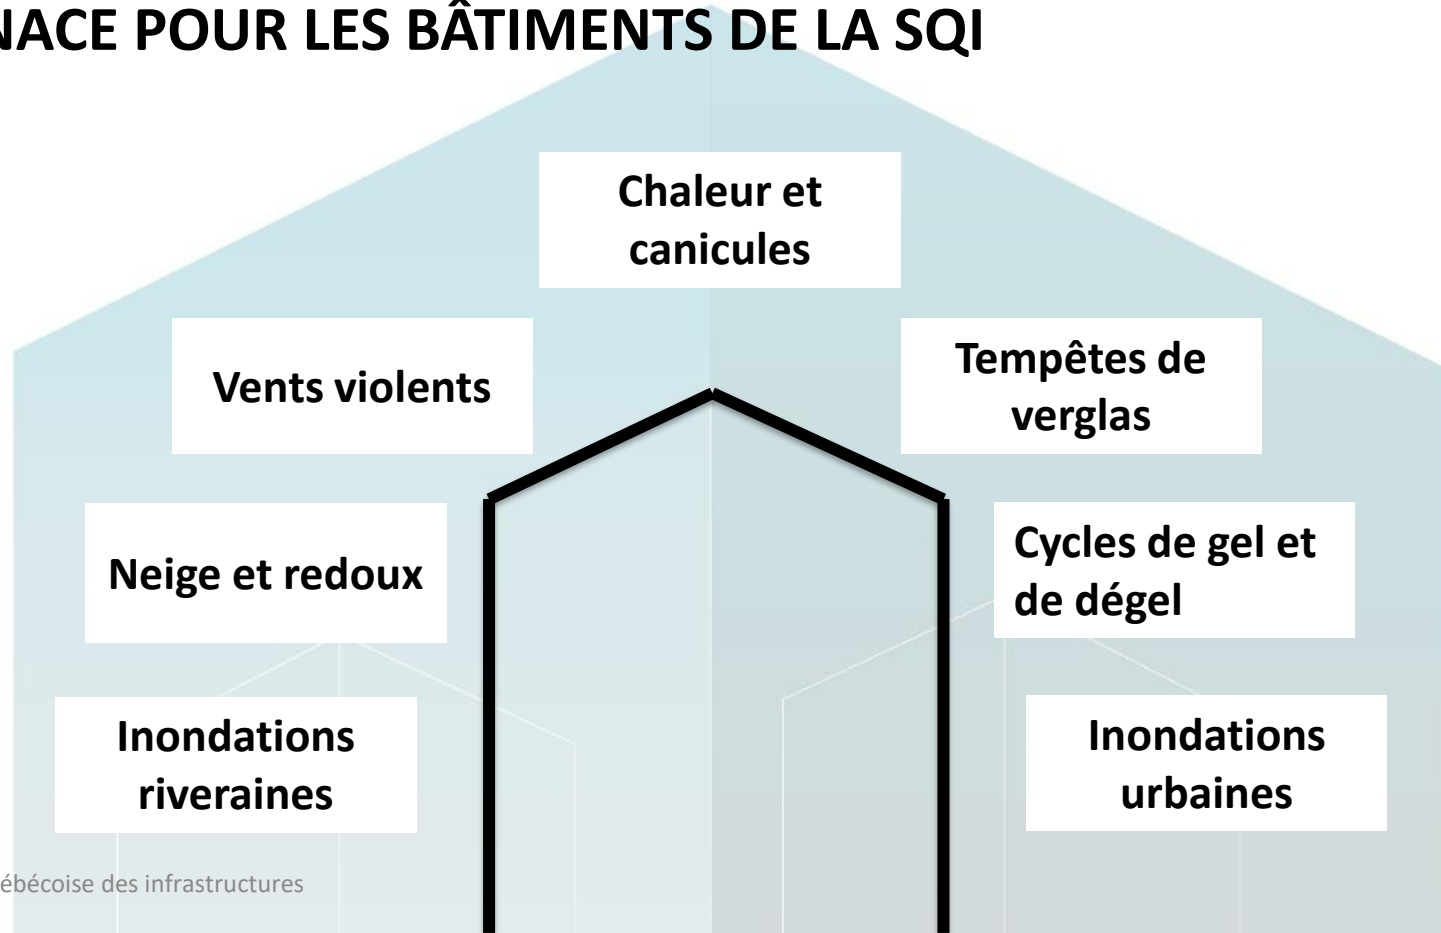 NACE POUR LES BÂTIMENTS DE LA SQI
Chaleur et
canicules
Vents violents
Tempêtes de
verglas
Neige et redoux
Cycles de gel et
de dégel
Inondations
riveraines
Inondations
urbaines
ébécoise des infrastructures